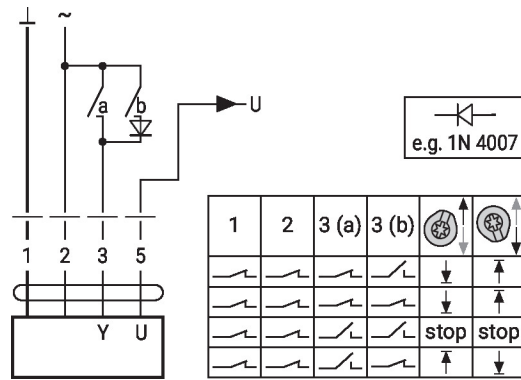 ⊥ ~
a b
U
e.g. 1N 4007
1 2 3 5
Y U
1 2 3 (a) 3 (b)
stop stop